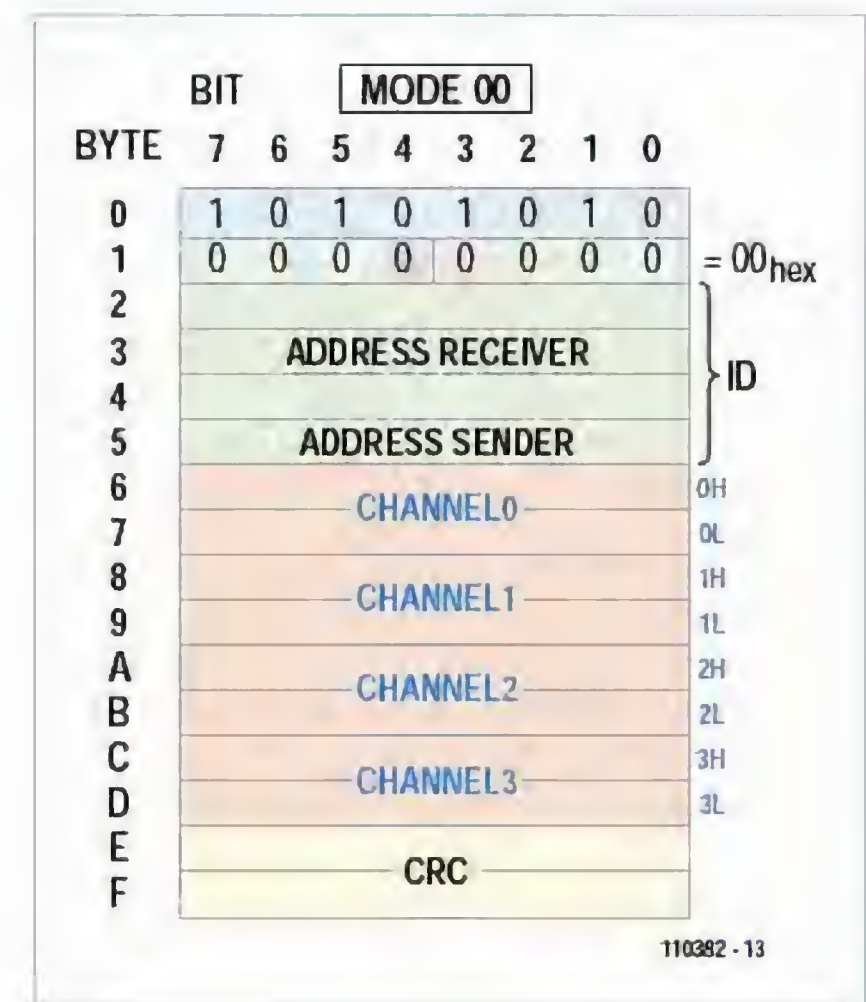 BIT MODE 00
BYTE 7 6 5 4 3 2 1 0
0 1 0 1 0 1 0 1 0
1 0 0 0 0 0 0 0 0 = 00hex
2
3 ADDRESS RECEIVER
ID
4
5 ADDRESS SENDER
6 0H
CHANNEL0
7 0L
8 1H
CHANNEL1
9 1L
A 2H
CHANNEL2
B 2L
C 3H
CHANNEL3
D 3L
E
CRC
F
110382 - 13